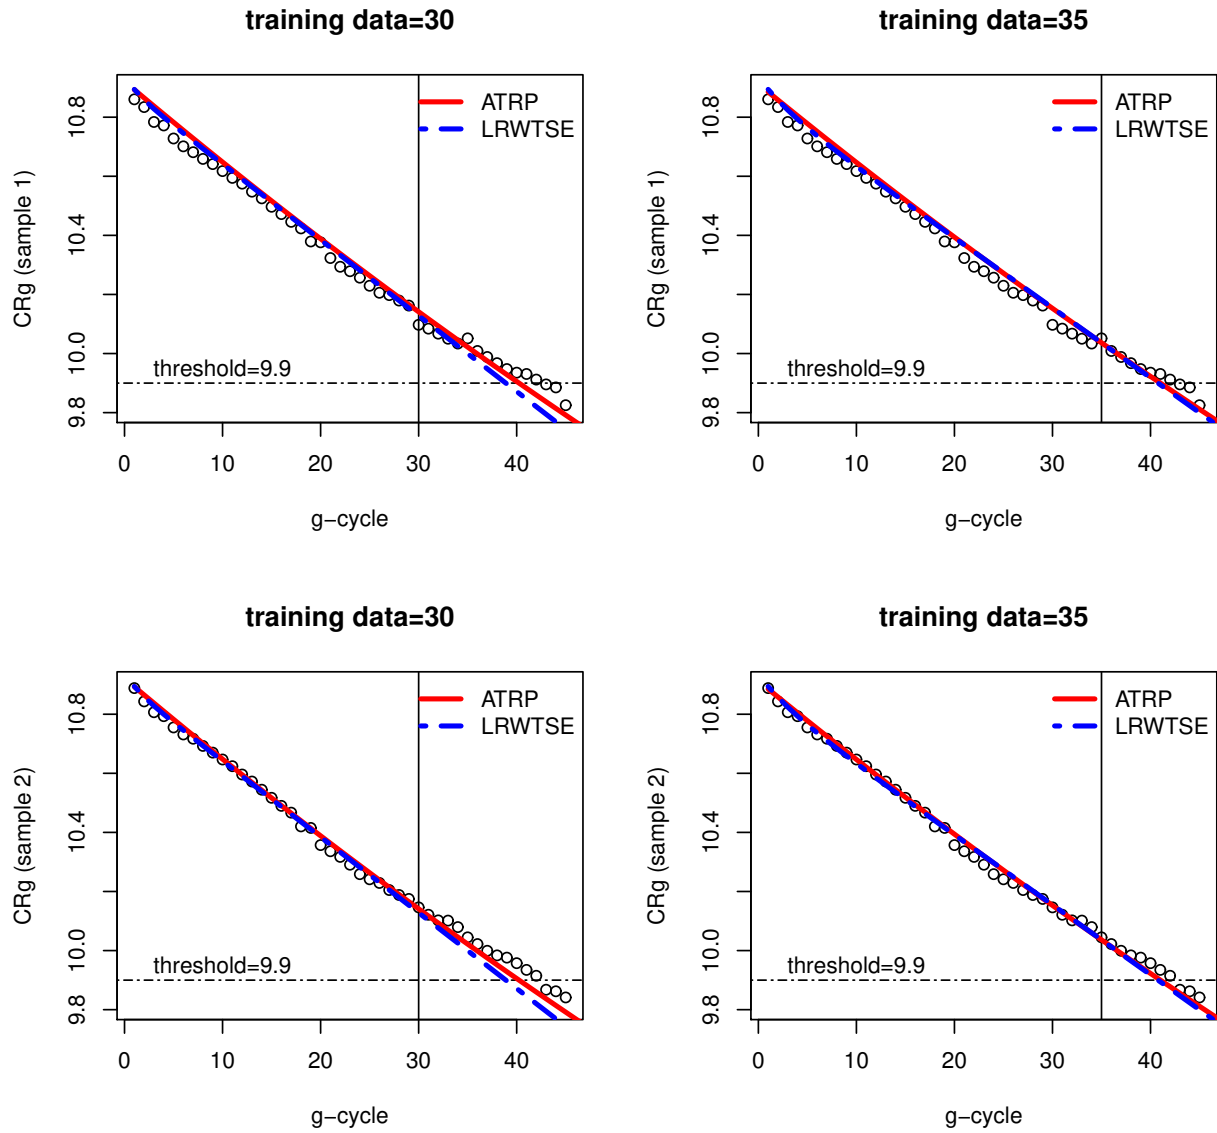 training data=30
CRg (sample 1)
10.8
10.4
10.0
9.8
ATRP
LRWTSE
threshold=9.9
0 10 20 30 40
g−cycle
training data=35
CRg (sample 1)
10.8
10.4
10.0
9.8
ATRP
LRWTSE
threshold=9.9
0 10 20 30 40
g−cycle
training data=30
CRg (sample 2)
10.8
10.4
10.0
9.8
ATRP
LRWTSE
threshold=9.9
0 10 20 30 40
g−cycle
training data=35
CRg (sample 2)
10.8
10.4
10.0
9.8
ATRP
LRWTSE
threshold=9.9
0 10 20 30 40
g−cycle